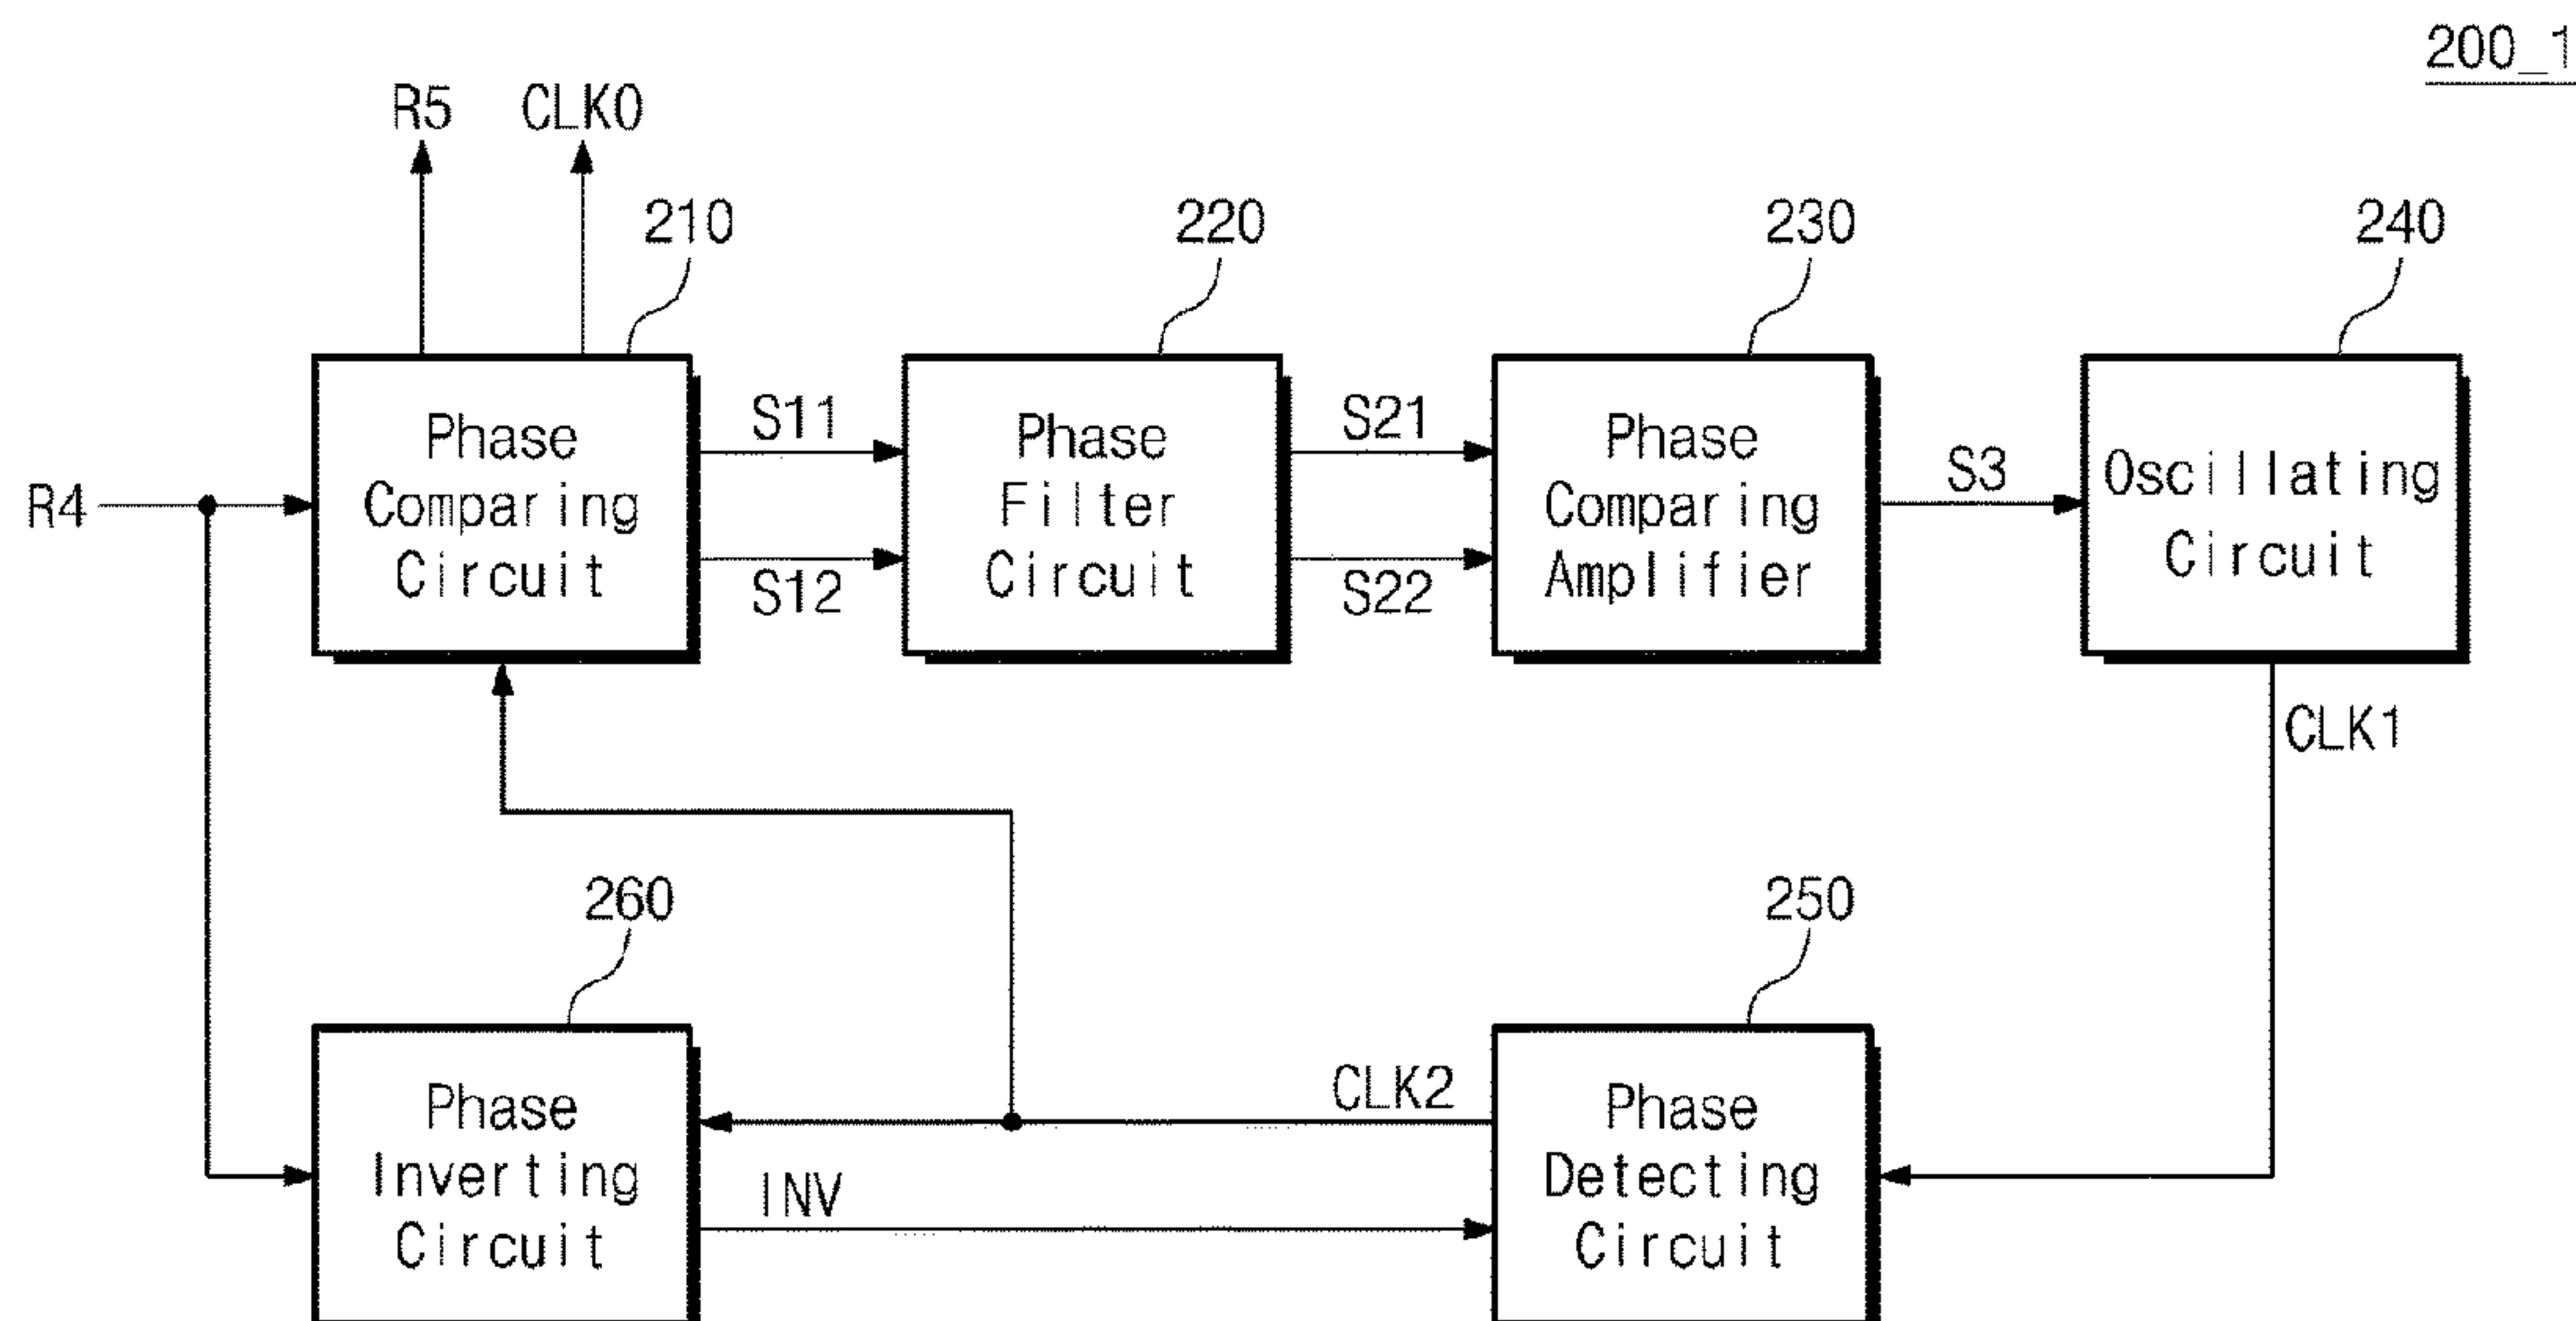 200_1
R5
CLK0
210
220
230
240
Phase
Comparing
Circuit
S11
S12
Phase
Filter
Circuit
S21
S22
Phase
Comparing
Amplifier
S3
Oscillating
Circuit
R4
CLK1
260
250
Phase
Inverting
Circuit
CLK2
INV
Phase
Detecting
Circuit